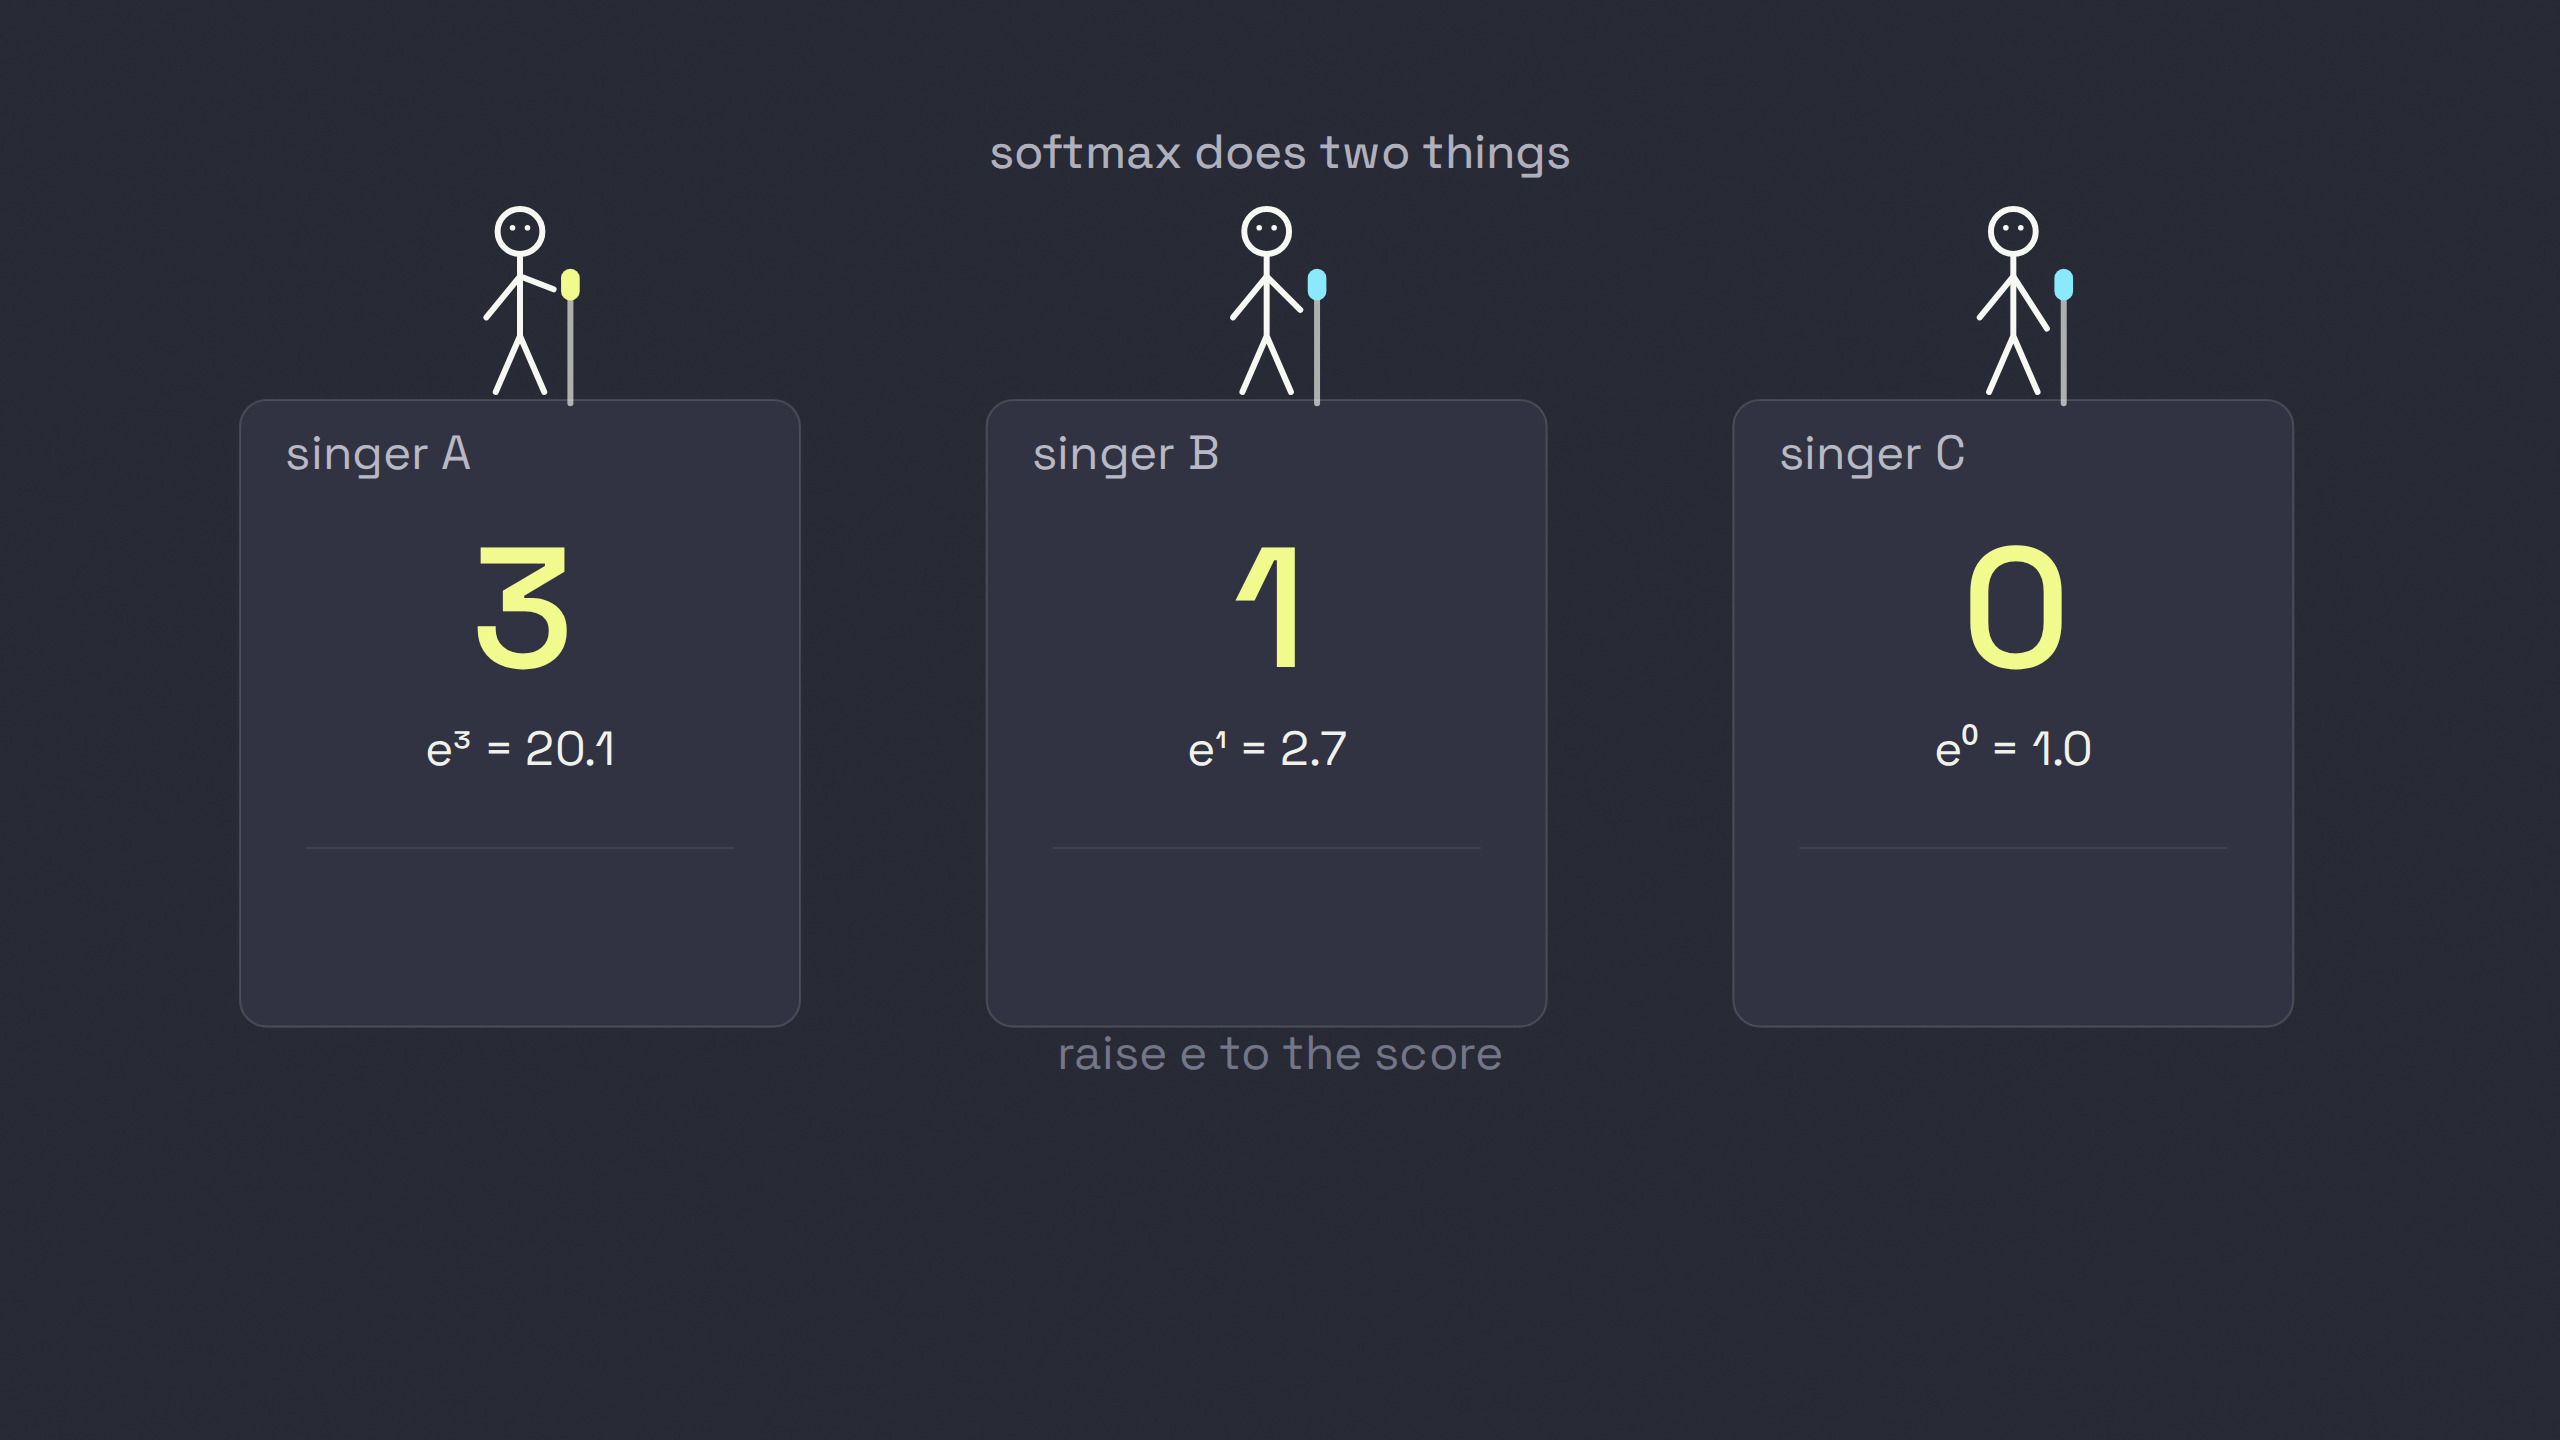 softmax does two things
singer A
3
e³ = 20.1
singer B
1
e¹ = 2.7
singer C
0
e⁰ = 1.0
raise e to the score